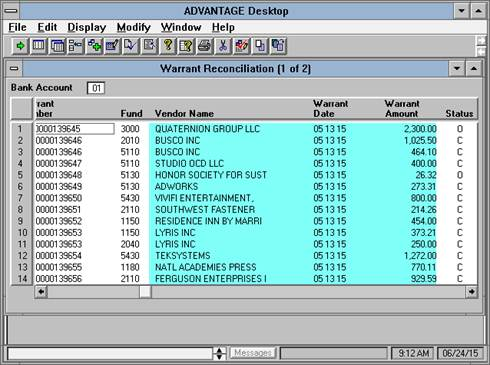 ADVANTAGE Desktop
File Edit Display Modify Window Help
Warrant Reconciliation (1 of 2)
Bank Account 01
rrant Warrant Warrant
nber Fund Vendor Name Date Amount Status
1 0000139645 3000 QUATERNION GROUP LLC 05 13 15 2,300.00 O
2 0000139646 2010 BUSCO INC 05 13 15 1,025.50 C
3 0000139646 5110 BUSCO INC 05 13 15 464.10 C
4 0000139647 5110 STUDIO OCD LLC 05 13 15 400.00 C
5 0000139648 5130 HONOR SOCIETY FOR SUST 05 13 15 26.32 O
6 0000139649 5130 ADWORKS 05 13 15 273.31 C
7 0000139650 5430 VIVIFI ENTERTAINMENT, 05 13 15 800.00 C
8 0000139651 2110 SOUTHWEST FASTENER 05 13 15 214.26 C
9 0000139652 1150 RESIDENCE INN BY MARRI 05 13 15 454.00 C
10 0000139653 1150 LYRIS INC 05 13 15 373.21 C
11 0000139653 2040 LYRIS INC 05 13 15 250.00 C
12 0000139654 5430 TEKSYSTEMS 05 13 15 1,272.00 C
13 0000139655 1180 NATL ACADEMIES PRESS 05 13 15 770.11 C
14 0000139656 2110 FERGUSON ENTERPRISES I 05 13 15 929.59 C
Messages 9:12 AM 06/24/15